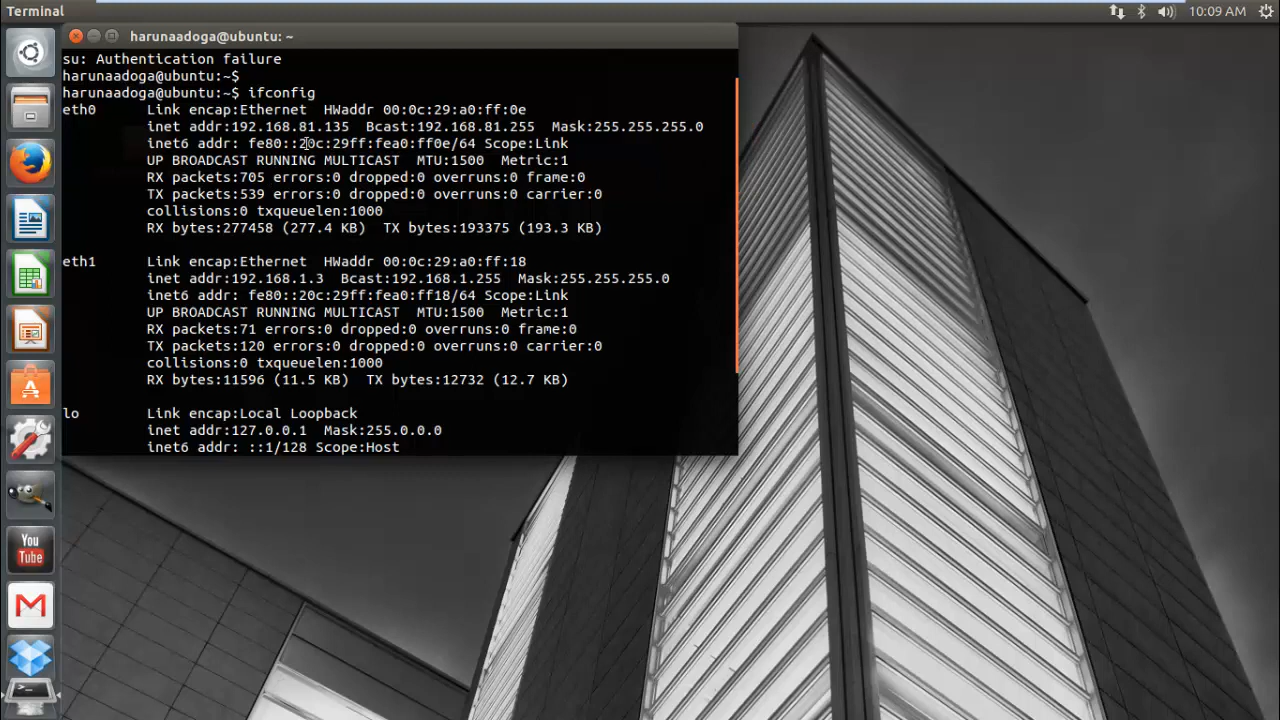 Terminal
10:09 AM
harunaadoga@ubuntu: ~
su: Authentication failure
harunaadoga@ubuntu:~$
harunaadoga@ubuntu:~$ ifconfig
eth0 Link encap:Ethernet HWaddr 00:0c:29:a0:ff:0e
inet addr:192.168.81.135 Bcast:192.168.81.255 Mask:255.255.255.0
inet6 addr: fe80::20c:29ff:fea0:ff0e/64 Scope:Link
UP BROADCAST RUNNING MULTICAST MTU:1500 Metric:1
RX packets:705 errors:0 dropped:0 overruns:0 frame:0
TX packets:539 errors:0 dropped:0 overruns:0 carrier:0
collisions:0 txqueuelen:1000
RX bytes:277458 (277.4 KB) TX bytes:193375 (193.3 KB)
eth1 Link encap:Ethernet HWaddr 00:0c:29:a0:ff:18
inet addr:192.168.1.3 Bcast:192.168.1.255 Mask:255.255.255.0
inet6 addr: fe80::20c:29ff:fea0:ff18/64 Scope:Link
UP BROADCAST RUNNING MULTICAST MTU:1500 Metric:1
RX packets:71 errors:0 dropped:0 overruns:0 frame:0
TX packets:120 errors:0 dropped:0 overruns:0 carrier:0
collisions:0 txqueuelen:1000
RX bytes:11596 (11.5 KB) TX bytes:12732 (12.7 KB)
lo Link encap:Local Loopback
inet addr:127.0.0.1 Mask:255.0.0.0
inet6 addr: ::1/128 Scope:Host
You
Tube